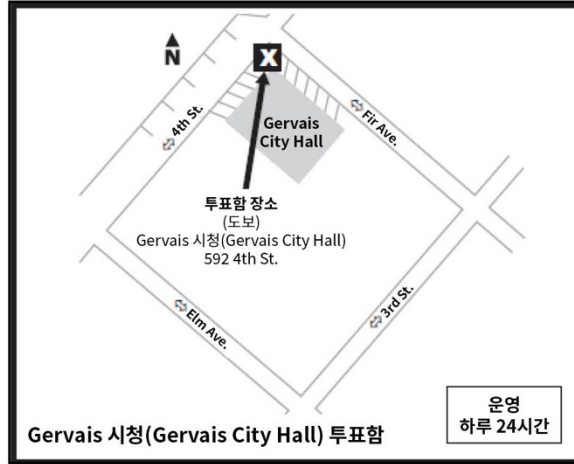 N
X
4th St.
Fir Ave.
Gervais
City Hall
투표함 장소
(도보)
Gervais 시청(Gervais City Hall)
592 4th St.
Elm Ave.
3rd St.
운영
하루 24시간
Gervais 시청(Gervais City Hall) 투표함